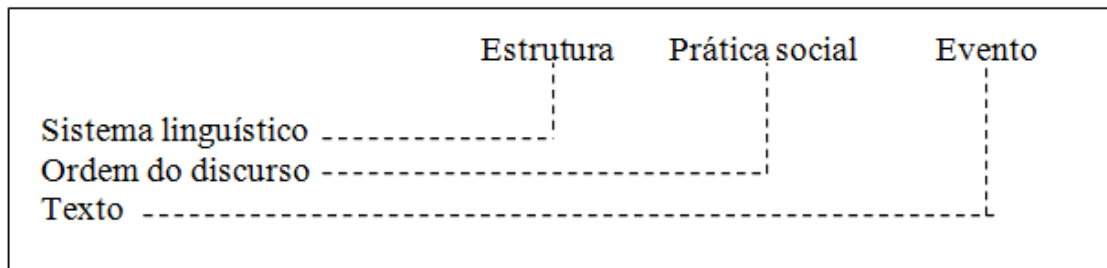 Estrutura Prática social Evento
Sistema linguístico
Ordem do discurso
Texto